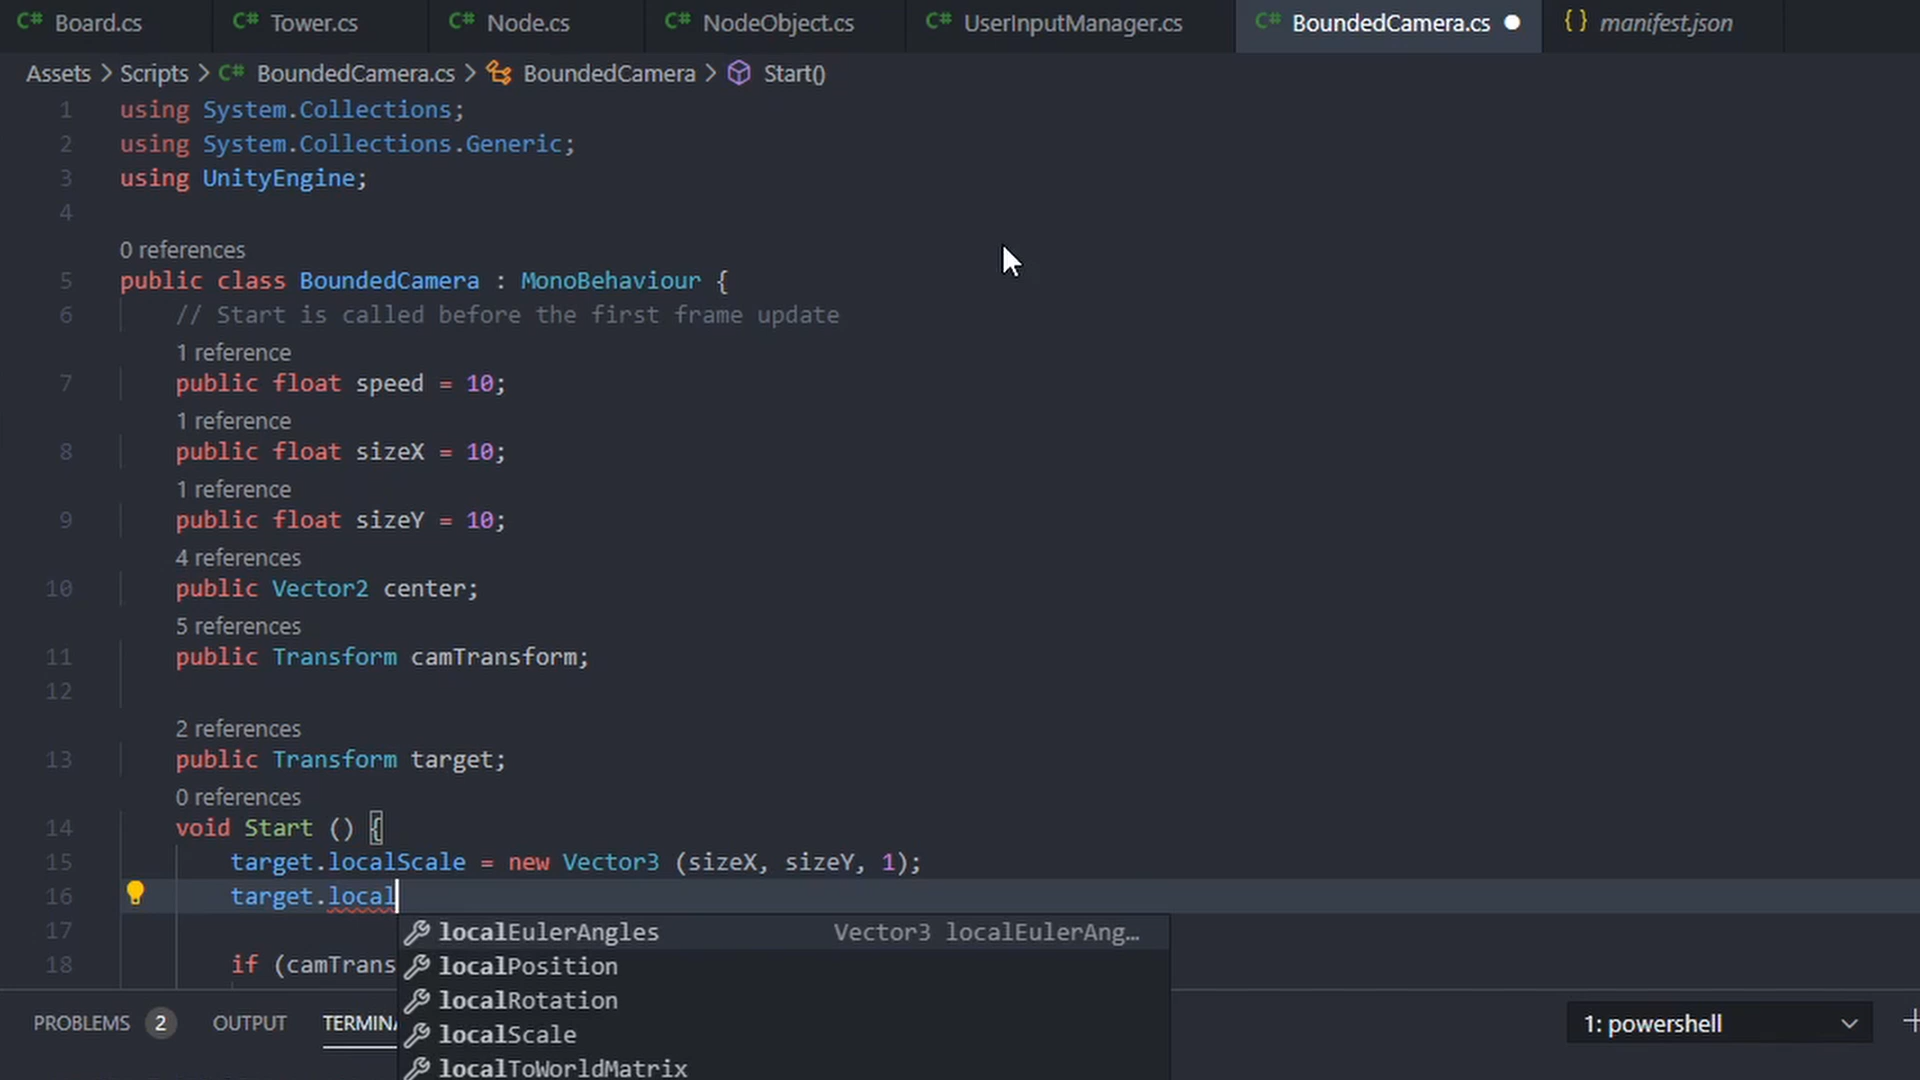 C# Board.cs C# Tower.cs C# Node.cs C# NodeObject.cs C# UserInputManager.cs C# BoundedCamera.cs {} manifest.json
Assets > Scripts > C# BoundedCamera.cs > BoundedCamera > Start()
1 using System.Collections;
2 using System.Collections.Generic;
3 using UnityEngine;
4
0 references
5 public class BoundedCamera : MonoBehaviour {
6 // Start is called before the first frame update
1 reference
7 public float speed = 10;
1 reference
8 public float sizeX = 10;
1 reference
9 public float sizeY = 10;
4 references
10 public Vector2 center;
5 references
11 public Transform camTransform;
12
2 references
13 public Transform target;
0 references
14 void Start () {
15 target.localScale = new Vector3 (sizeX, sizeY, 1);
16 target.local
17 localEulerAngles Vector3 localEulerAng…
18 if (camTrans localPosition
localRotation
PROBLEMS 2 OUTPUT TERMINA localScale 1: powershell
localToWorldMatrix